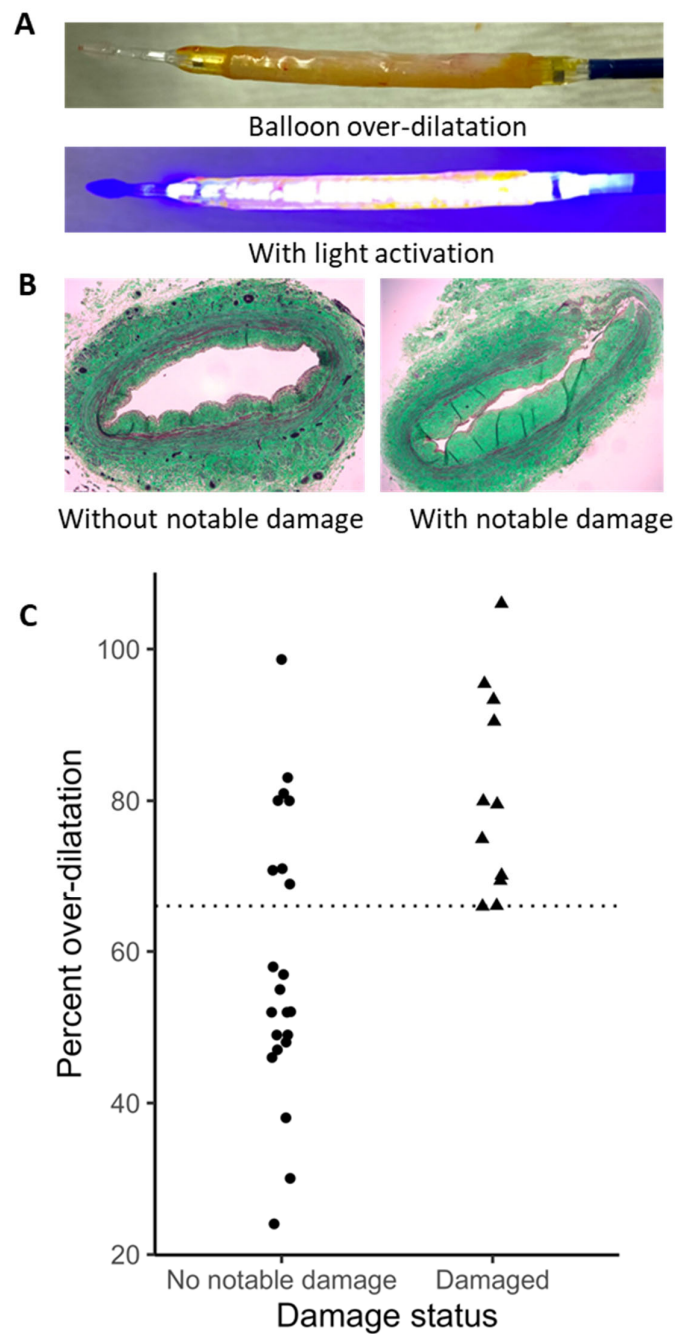 A
Balloon over-dilatation
With light activation
B
Without notable damage
With notable damage
C
Percent over-dilatation
100
80
60
40
20
No notable damage
Damaged
Damage status